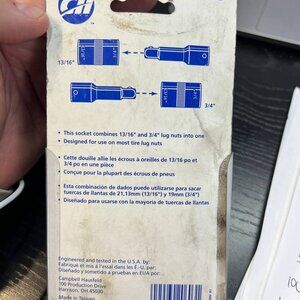 CH
13/16"
3/4"
• This socket combines 13/16" and 3/4" lug nuts into one
• Designed for use on most tire lug nuts
• Cette douille allie les écrous à oreilles de 13/16 po et
3/4 po en une pièce
• Conçue pour la plupart des écrous de pneus
• Esta combinación de dados puede utilizarse para sacar
tuercas de llantas de 21,13mm (13/16") y 19mm (3/4")
• Diseñado para usarse con la mayoría de tuercas de llantas
Engineered and tested in the U.S.A. by:
Fabriqué et mis à l'essai dans les É.-U. par:
Diseñado y sometido a pruebas en EUA por:
Campbell Hausfeld
100 Production Drive
Harrison, OH 45030
Made in Taiwan